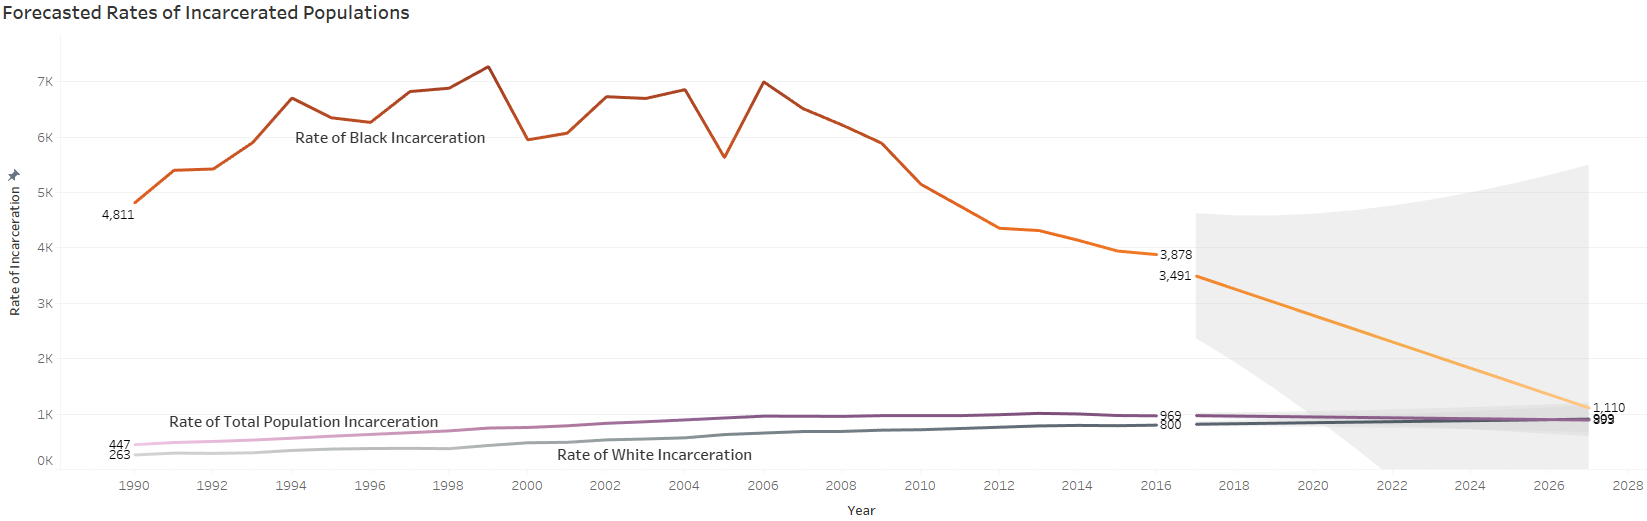 Forecasted Rates of Incarcerated Populations
Rate of Incarceration
7K
6K
5K
4K
3K
2K
1K
0K
Rate of Black Incarceration
4,811
3,878
3,491
1,110
Rate of Total Population Incarceration
447
263
969
800
Rate of White Incarceration
1990 1992 1994 1996 1998 2000 2002 2004 2006 2008 2010 2012 2014 2016 2018 2020 2022 2024 2026 2028
Year